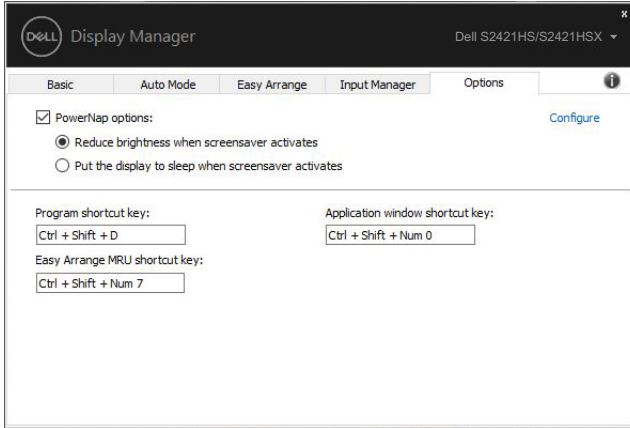 x
DELL Display Manager Dell S2421HS/S2421HSX
Basic Auto Mode Easy Arrange Input Manager Options i
PowerNap options: Configure
Reduce brightness when screensaver activates
Put the display to sleep when screensaver activates
Program shortcut key: Application window shortcut key:
Ctrl + Shift + D Ctrl + Shift + Num 0
Easy Arrange MRU shortcut key:
Ctrl + Shift + Num 7